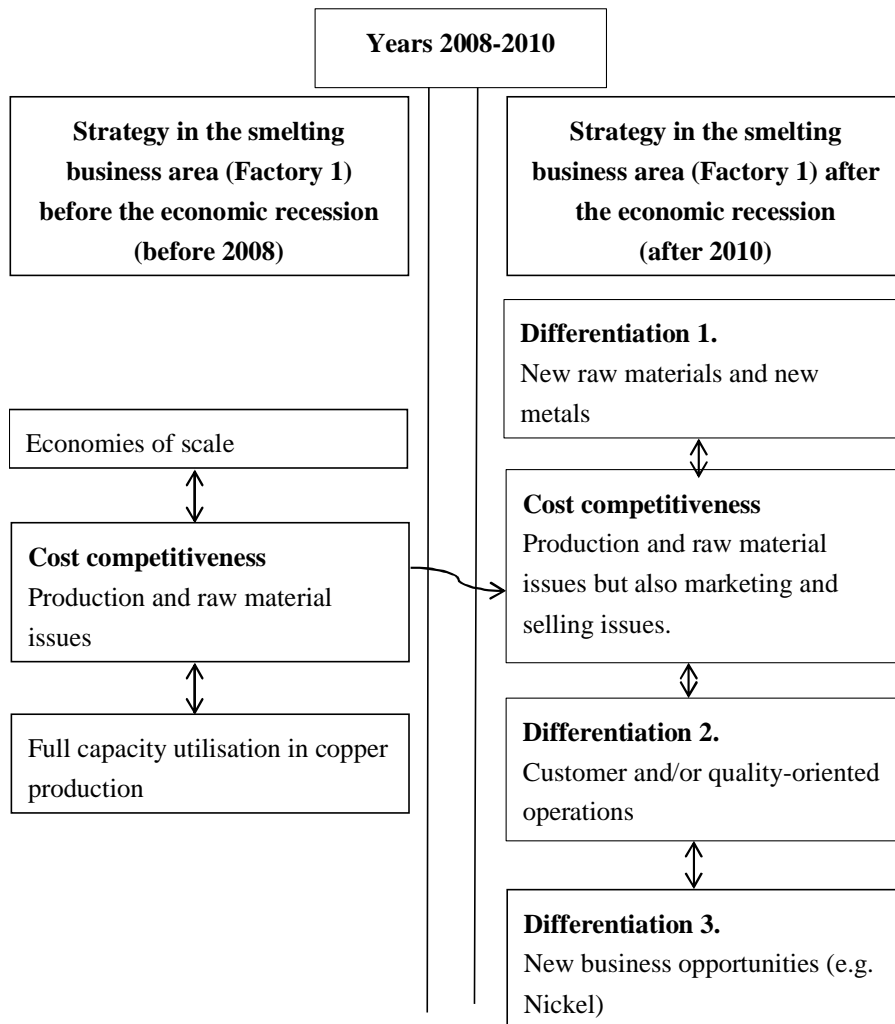 Years 2008-2010
Strategy in the smelting
business area (Factory 1)
before the economic recession
(before 2008)
Economies of scale
Cost competitiveness
Production and raw material
issues
Full capacity utilisation in copper
production
Strategy in the smelting
business area (Factory 1) after
the economic recession
(after 2010)
Differentiation 1.
New raw materials and new
metals
Cost competitiveness
Production and raw material
issues but also marketing and
selling issues.
Differentiation 2.
Customer and/or quality-oriented
operations
Differentiation 3.
New business opportunities (e.g.
Nickel)